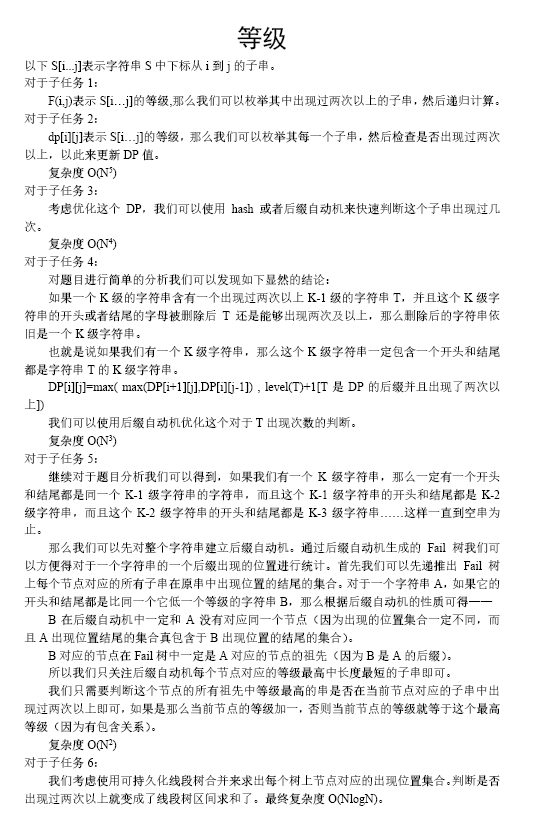 等级
以下 S[i...j]表示字符串 S 中下标从 i 到 j 的子串。
对于子任务 1:
F(i,j)表示 S[i…j]的等级,那么我们可以枚举其中出现过两次以上的子串，然后递归计算。
对于子任务 2:
dp[i][j]表示 S[i…j]的等级，那么我们可以枚举其每一个子串，然后检查是否出现过两次
以上，以此来更新 DP 值。
复杂度 O(N⁵)
对于子任务 3:
考虑优化这个 DP，我们可以使用 hash 或者后缀自动机来快速判断这个子串出现过几
次。
复杂度 O(N⁴)
对于子任务 4:
对题目进行简单的分析我们可以发现如下显然的结论：
如果一个 K 级的字符串含有一个出现过两次以上 K-1 级的字符串 T，并且这个 K 级字
符串的开头或者结尾的字母被删除后 T 还是能够出现两次及以上，那么删除后的字符串依
旧是一个 K 级字符串。
也就是说如果我们有一个 K 级字符串，那么这个 K 级字符串一定包含一个开头和结尾
都是字符串 T 的 K 级字符串。
DP[i][j]=max( max(DP[i+1][j],DP[i][j-1]) , level(T)+1[T 是 DP 的后缀并且出现了两次以
上])
我们可以使用后缀自动机优化这个对于 T 出现次数的判断。
复杂度 O(N³)
对于子任务 5:
继续对于题目分析我们可以得到，如果我们有一个 K 级字符串，那么一定有一个开头
和结尾都是同一个 K-1 级字符串的字符串，而且这个 K-1 级字符串的开头和结尾都是 K-2
级字符串，而且这个 K-2 级字符串的开头和结尾都是 K-3 级字符串……这样一直到空串为
止。
那么我们可以先对整个字符串建立后缀自动机。通过后缀自动机生成的 Fail 树我们可
以方便得对于一个字符串的一个后缀出现的位置进行统计。首先我们可以先递推出 Fail 树
上每个节点对应的所有子串在原串中出现位置的结尾的集合。对于一个字符串 A，如果它的
开头和结尾都是比同一个它低一个等级的字符串 B，那么根据后缀自动机的性质可得——
B 在后缀自动机中一定和 A 没有对应同一个节点（因为出现的位置集合一定不同，而
且 A 出现位置结尾的集合真包含于 B 出现位置的结尾的集合）。
B 对应的节点在 Fail 树中一定是 A 对应的节点的祖先（因为 B 是 A 的后缀）。
所以我们只关注后缀自动机每个节点对应的等级最高中长度最短的子串即可。
我们只需要判断这个节点的所有祖先中等级最高的串是否在当前节点对应的子串中出
现过两次以上即可，如果是那么当前节点的等级加一，否则当前节点的等级就等于这个最高
等级（因为有包含关系）。
复杂度 O(N²)
对于子任务 6:
我们考虑使用可持久化线段树合并来求出每个树上节点对应的出现位置集合。判断是否
出现过两次以上就变成了线段树区间求和了。最终复杂度 O(NlogN)。